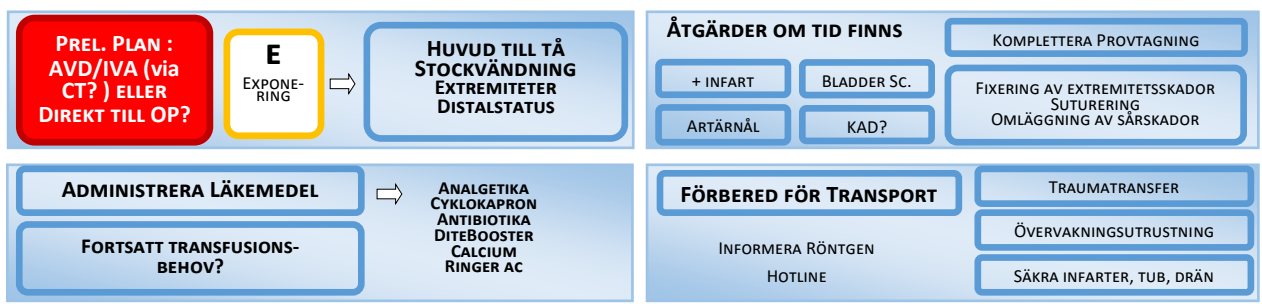 PREL. PLAN :
AVD/IVA (via
CT? ) ELLER
DIREKT TILL OP?
E
EXPONE-
RING
HUVUD TILL TÅ
STOCKVÄNDNING
EXTREMITETER
DISTALSTATUS
ÅTGÄRDER OM TID FINNS
KOMPLETTERA PROVTAGNING
+ INFART
BLADDER SC.
ARTÄRNÅL
KAD?
FIXERING AV EXTREMITETSSKADOR
SUTURERING
OMLÄGGNING AV SÅRSKADOR
ADMINISTRERA LÄKEMEDEL
FORTSATT TRANSFUSIONS-
BEHOV?
ANALGETIKA
CYKLOKAPRON
ANTIBIOTIKA
DITEBOOSTER
CALCIUM
RINGER AC
FÖRBERED FÖR TRANSPORT
INFORMERA RÖNTGEN
HOTLINE
TRAUMATRANSFER
ÖVERVAKNINGSUTRUSTNING
SÄKRA INFARTER, TUB, DRÄN